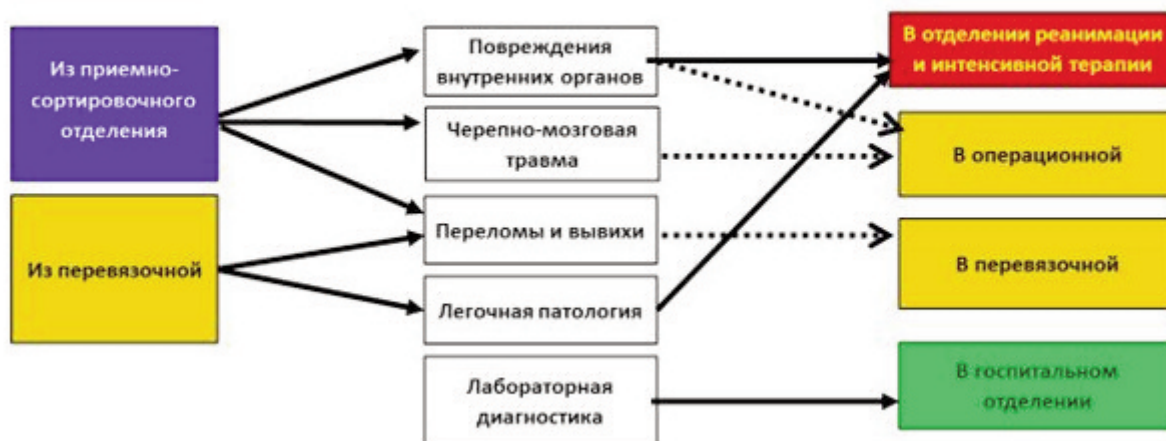 Из приемно-
сортировочного
отделения
Из перевязочной
Повреждения
внутренних органов
Черепно-мозговая
травма
Переломы и вывихи
Легочная патология
Лабораторная
диагностика
В отделении реанимации
и интенсивной терапии
В операционной
В перевязочной
В госпитальном
отделении